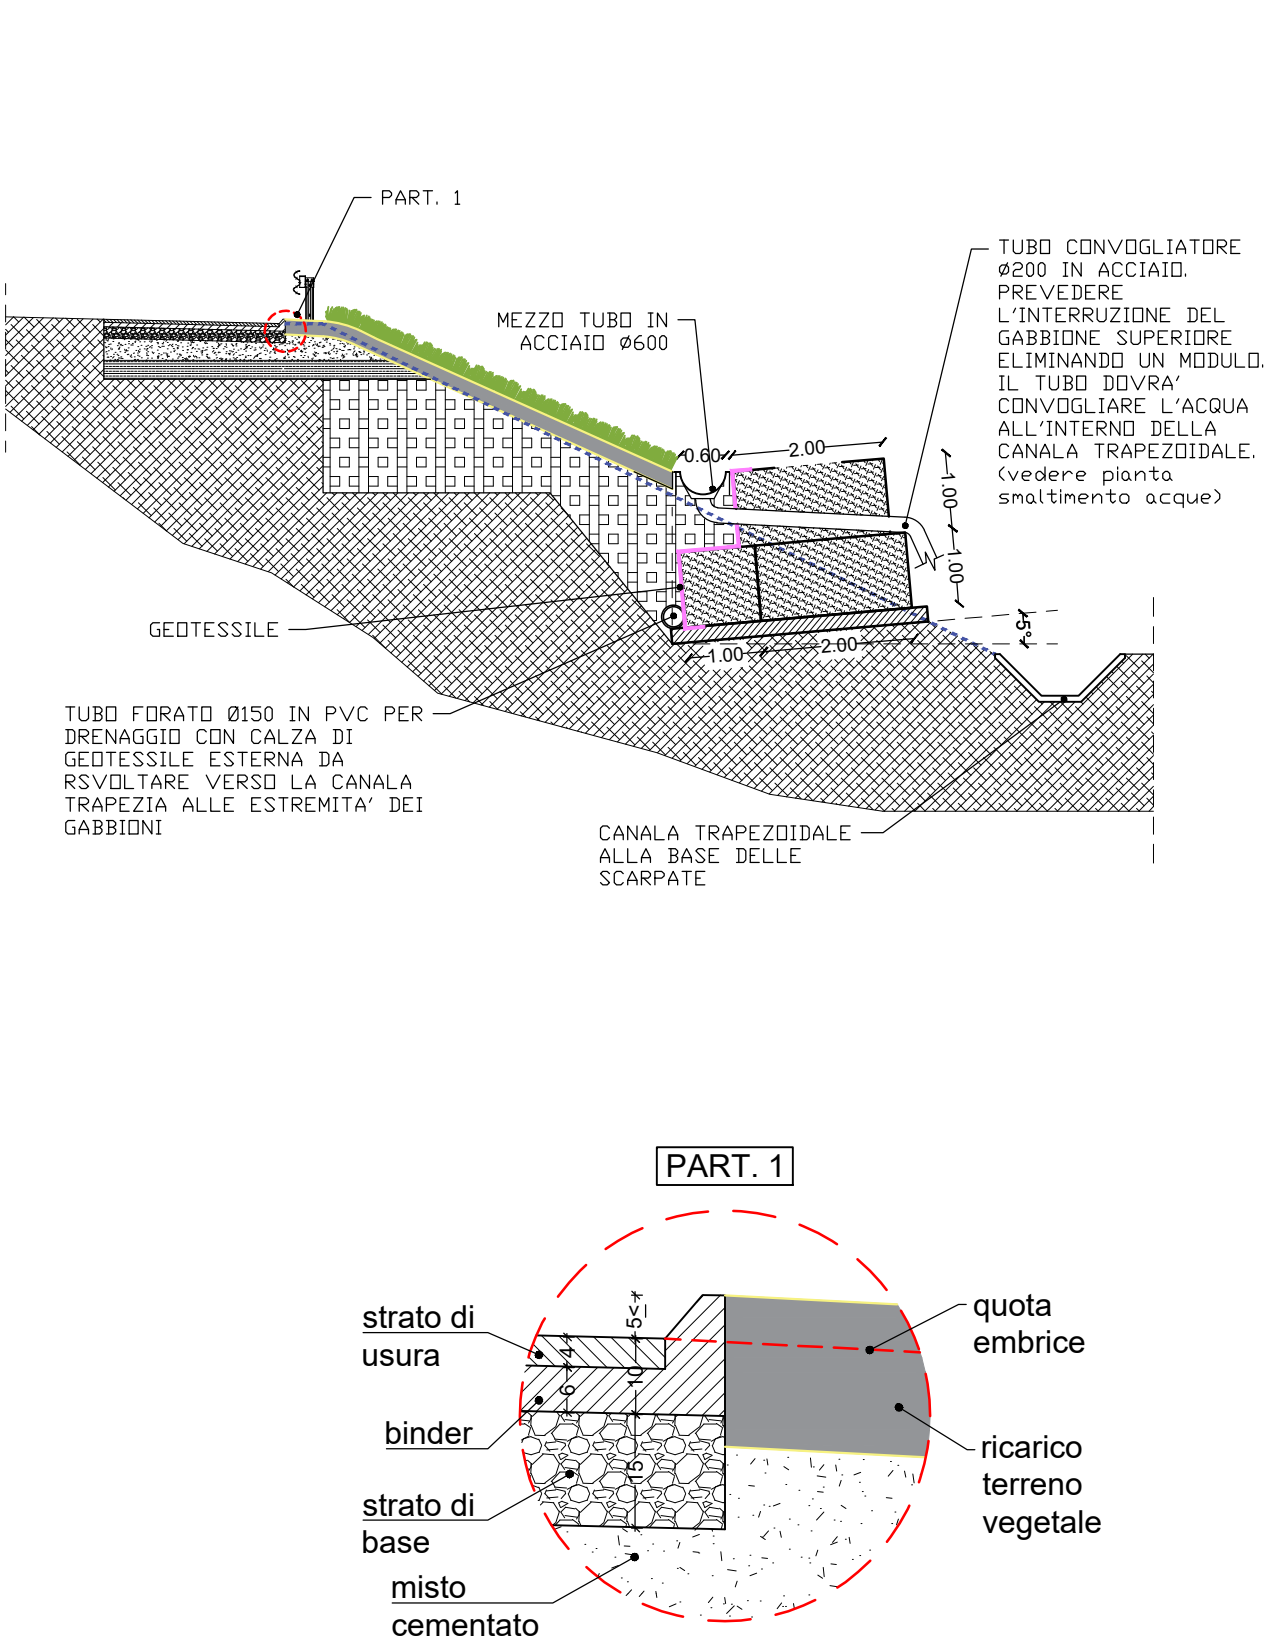 PART. 1
TUBO CONVOGLIATORE
Ø200 IN ACCIAIO.
PREVEDERE
L'INTERRUZIONE DEL
GABBIONE SUPERIORE
ELIMINANDO UN MODULO.
IL TUBO DOVRA'
CONVOGLIARE L'ACQUA
ALL'INTERNO DELLA
CANALA TRAPEZOIDALE.
(vedere pianta
smaltimento acque)
MEZZO TUBO IN
ACCIAIO Ø600
0.60
2.00
1.00
1.00
5°
1.00
2.00
GEOTESSILE
TUBO FORATO Ø150 IN PVC PER
DRENAGGIO CON CALZA DI
GEOTESSILE ESTERNA DA
RSVOLTARE VERSO LA CANALA
TRAPEZIA ALLE ESTREMITA' DEI
GABBIONI
CANALA TRAPEZOIDALE
ALLA BASE DELLE
SCARPATE
PART. 1
strato di
usura
binder
strato di
base
misto
cementato
5≤
4
10
6
15
quota
embrice
ricarico
terreno
vegetale